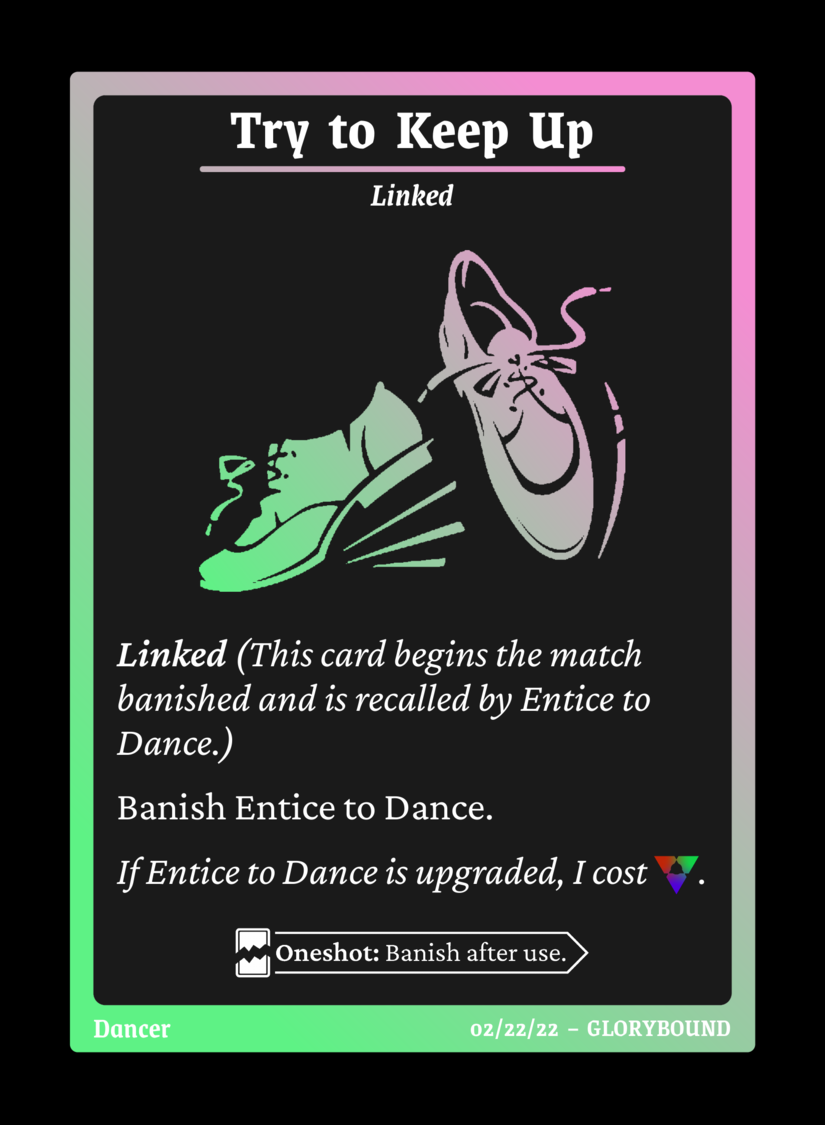 Try to Keep Up
Linked
Linked (This card begins the match
banished and is recalled by Entice to
Dance.)
Banish Entice to Dance.
If Entice to Dance is upgraded, I cost .
Oneshot: Banish after use.
Dancer
02/22/22 – GLORYBOUND